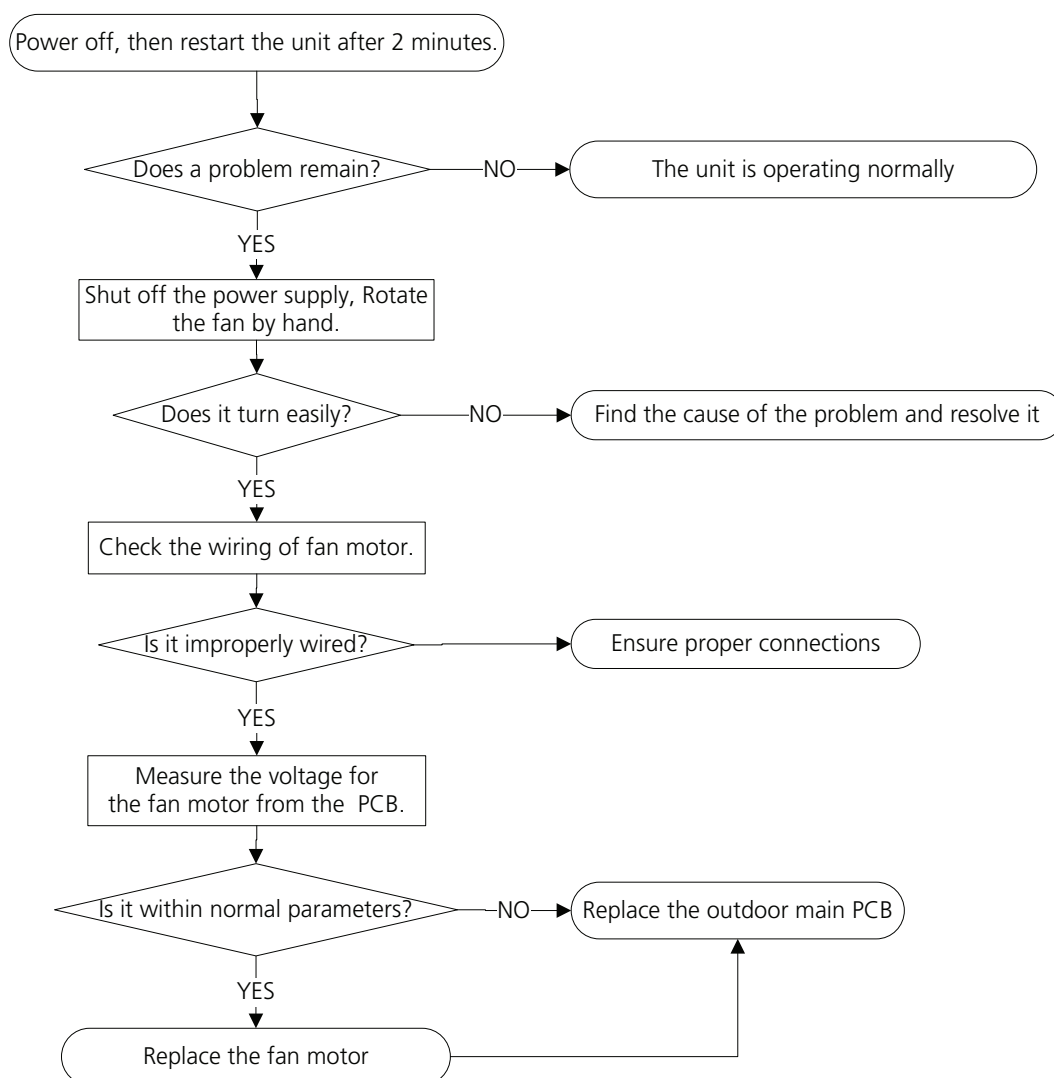 Power off, then restart the unit after 2 minutes.
Does a problem remain?
NO
The unit is operating normally
YES
Shut off the power supply, Rotate
the fan by hand.
Does it turn easily?
NO
Find the cause of the problem and resolve it
YES
Check the wiring of fan motor.
Is it improperly wired?
Ensure proper connections
YES
Measure the voltage for
the fan motor from the PCB.
Is it within normal parameters?
NO
Replace the outdoor main PCB
YES
Replace the fan motor